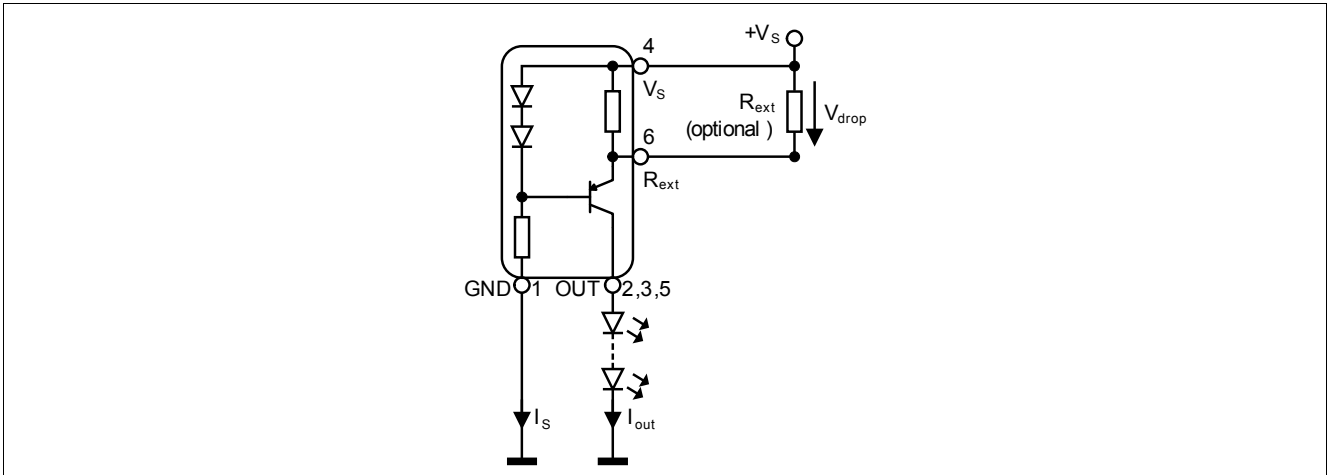 +VS
4
VS
Rext
(optional )
Vdrop
6
Rext
GND 1 OUT 2,3,5
IS
Iout